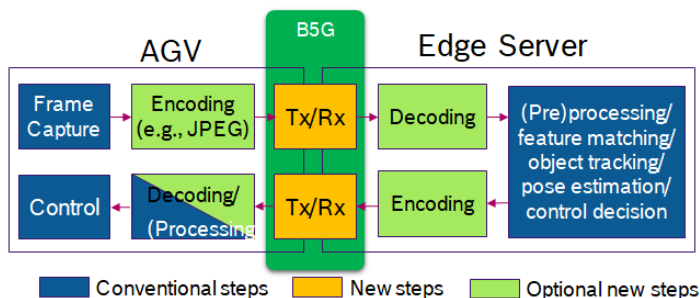 B5G
AGV
Edge Server
Frame
Capture
Encoding
(e.g., JPEG)
Tx/Rx
Decoding
(Pre)processing/
feature matching/
object tracking/
pose estimation/
control decision
Control
Decoding/
(Processing
Tx/Rx
Encoding
Conventional steps
New steps
Optional new steps